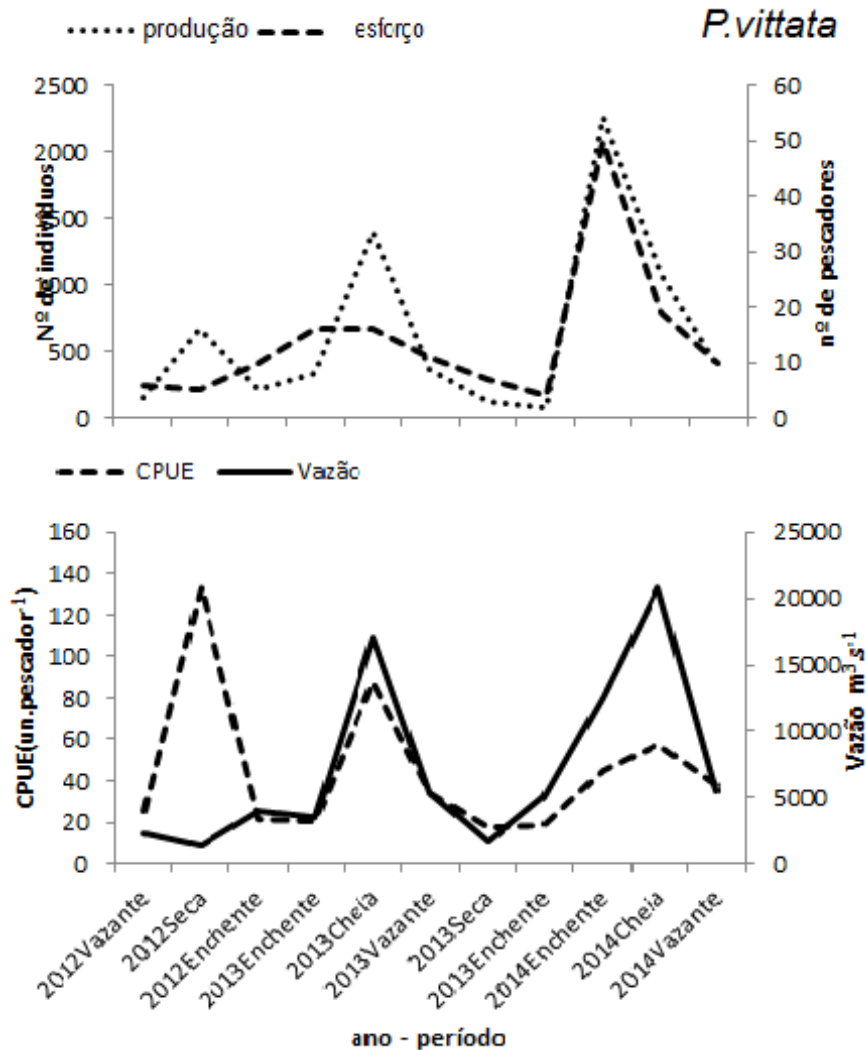 produção esforço P.vittata
2500
2000
1500
1000
500
0
Nº de indivíduos
60
50
40
30
20
10
0
nº de pescadores
CPUE Vazão
160
140
120
100
80
60
40
20
0
CPUE(un.pescador⁻¹)
25000
20000
15000
10000
5000
0
Vazão m³ s⁻¹
2012Vazante
2012Seca
2012Enchente
2013Enchente
2013Cheia
2013Vazante
2013Seca
2013Enchente
2014Enchente
2014Cheia
2014Vazante
ano - período